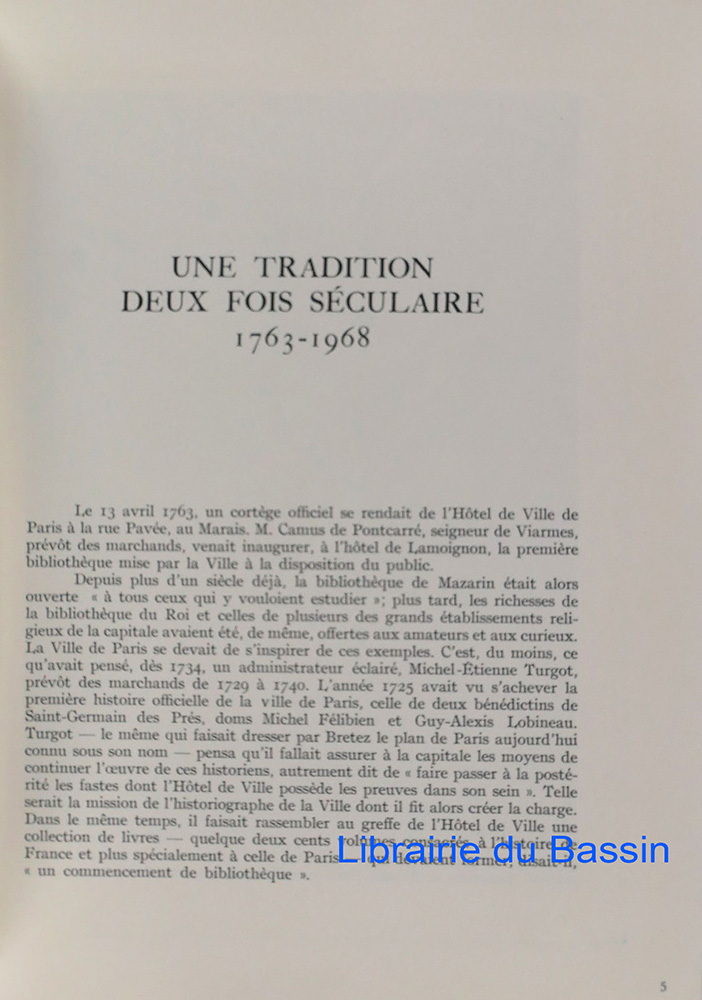 UNE TRADITION
DEUX FOIS SÉCULAIRE
1763-1968
Le 13 avril 1763, un cortège officiel se rendait de l'Hôtel de Ville de
Paris à la rue Pavée, au Marais. M. Camus de Pontcarré, seigneur de Viarmes,
prévôt des marchands, venait inaugurer, à l'hôtel de Lamoignon, la première
bibliothèque mise par la Ville à la disposition du public.
Depuis plus d'un siècle déjà, la bibliothèque de Mazarin était alors
ouverte « à tous ceux qui y vouloient estudier »; plus tard, les richesses de
la bibliothèque du Roi et celles de plusieurs des grands établissements reli-
gieux de la capitale avaient été, de même, offertes aux amateurs et aux curieux.
La Ville de Paris se devait de s'inspirer de ces exemples. C'est, du moins, ce
qu'avait pensé, dès 1734, un administrateur éclairé, Michel-Étienne Turgot,
prévôt des marchands de 1729 à 1740. L'année 1725 avait vu s'achever la
première histoire officielle de la ville de Paris, celle de deux bénédictins de
Saint-Germain des Prés, doms Michel Félibien et Guy-Alexis Lobineau.
Turgot — le même qui faisait dresser par Bretez le plan de Paris aujourd'hui
connu sous son nom — pensa qu'il fallait assurer à la capitale les moyens de
continuer l'œuvre de ces historiens, autrement dit de « faire passer à la posté-
rité les fastes dont l'Hôtel de Ville possède les preuves dans son sein ». Telle
serait la mission de l'historiographe de la Ville dont il fit alors créer la charge.
Dans le même temps, il faisait rassembler au greffe de l'Hôtel de Ville une
collection de livres — quelque deux cents volumes consacrés à l'histoire de
France et plus spécialement à celle de Paris — qui devaient former, disait-il,
« un commencement de bibliothèque ».
Librairie du Bassin
5